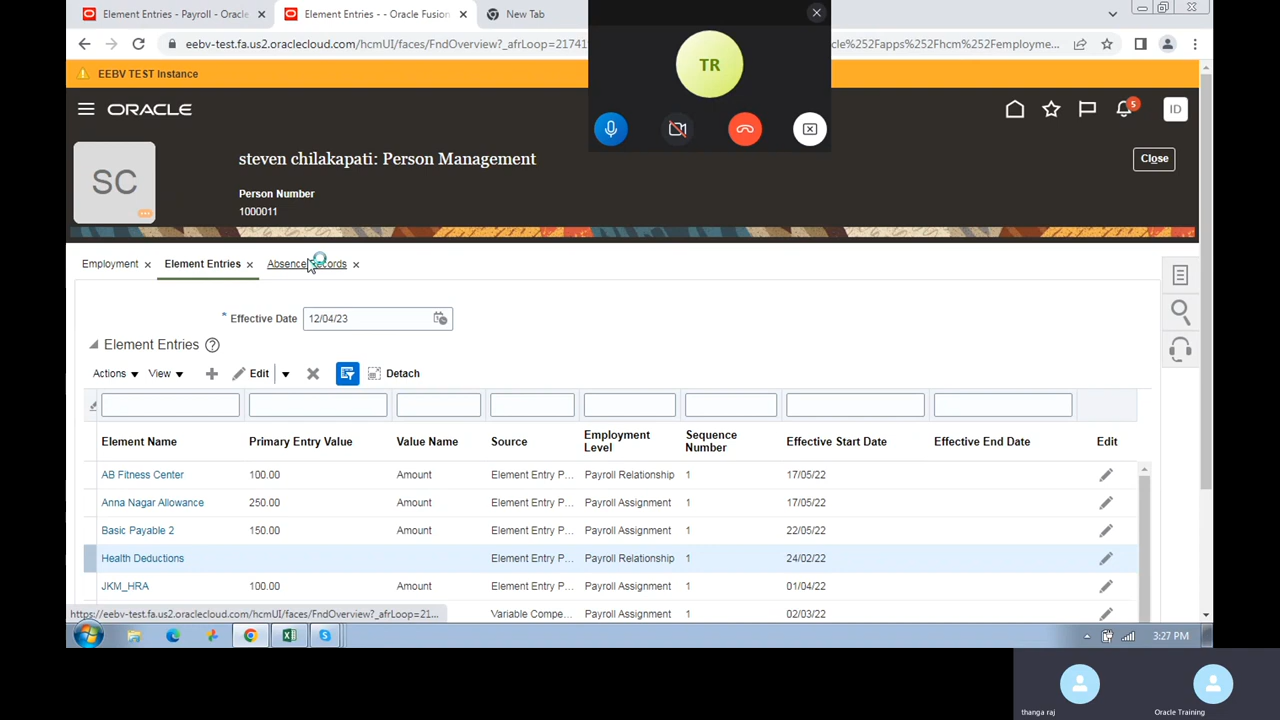 Element Entries - Payroll - Oracle
Element Entries - - Oracle Fusion
New Tab
eebv-test.fa.us2.oraclecloud.com/hcmUI/faces/FndOverview?_afrLoop=21741
cle%252Fapps%252Fhcm%252Femployme...
TR
EEBV TEST Instance
ORACLE
5
ID
SC
steven chilakapati: Person Management
Close
Person Number
1000011
Employment
Element Entries
Absence Records
* Effective Date 12/04/23
Element Entries
Actions View Edit Detach
Element Name Primary Entry Value Value Name Source Employment Level Sequence Number Effective Start Date Effective End Date Edit
AB Fitness Center 100.00 Amount Element Entry P... Payroll Relationship 1 17/05/22
Anna Nagar Allowance 250.00 Amount Element Entry P... Payroll Assignment 1 17/05/22
Basic Payable 2 150.00 Amount Element Entry P... Payroll Assignment 1 22/05/22
Health Deductions Element Entry P... Payroll Relationship 1 24/02/22
JKM_HRA 100.00 Amount Element Entry P... Payroll Assignment 1 01/04/22
Variable Compe... Payroll Assignment 1 02/03/22
https://eebv-test.fa.us2.oraclecloud.com/hcmUI/faces/FndOverview?_afrLoop=21...
3:27 PM
thanga raj
Oracle Training